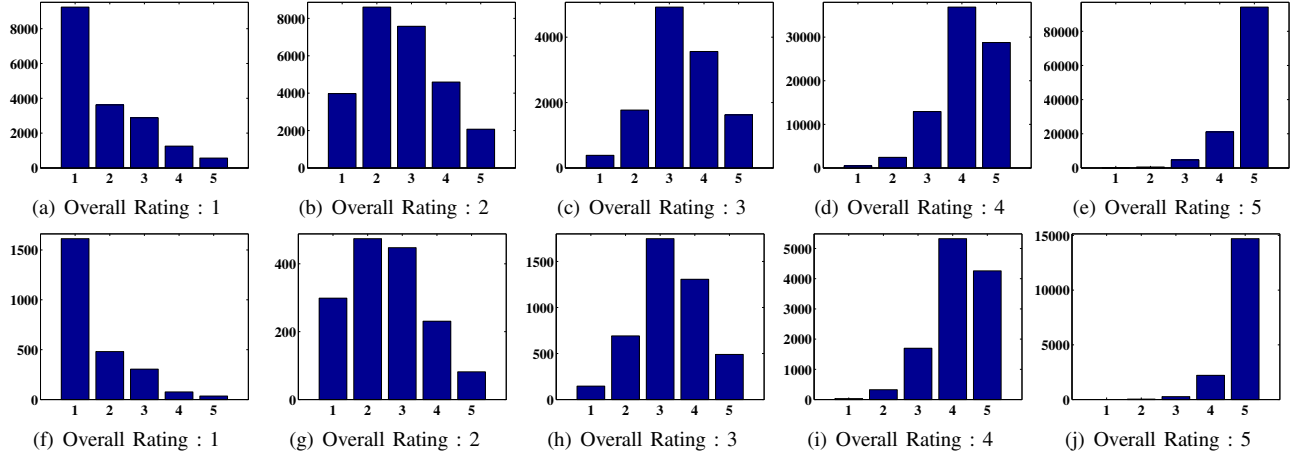 8000
6000
4000
2000
0
1 2 3 4 5
(a) Overall Rating : 1
8000
6000
4000
2000
0
1 2 3 4 5
(b) Overall Rating : 2
4000
2000
0
1 2 3 4 5
(c) Overall Rating : 3
30000
20000
10000
0
1 2 3 4 5
(d) Overall Rating : 4
80000
60000
40000
20000
0
1 2 3 4 5
(e) Overall Rating : 5
1500
1000
500
0
1 2 3 4 5
(f) Overall Rating : 1
400
200
0
1 2 3 4 5
(g) Overall Rating : 2
1500
1000
500
0
1 2 3 4 5
(h) Overall Rating : 3
5000
4000
3000
2000
1000
0
1 2 3 4 5
(i) Overall Rating : 4
15000
10000
5000
0
1 2 3 4 5
(j) Overall Rating : 5